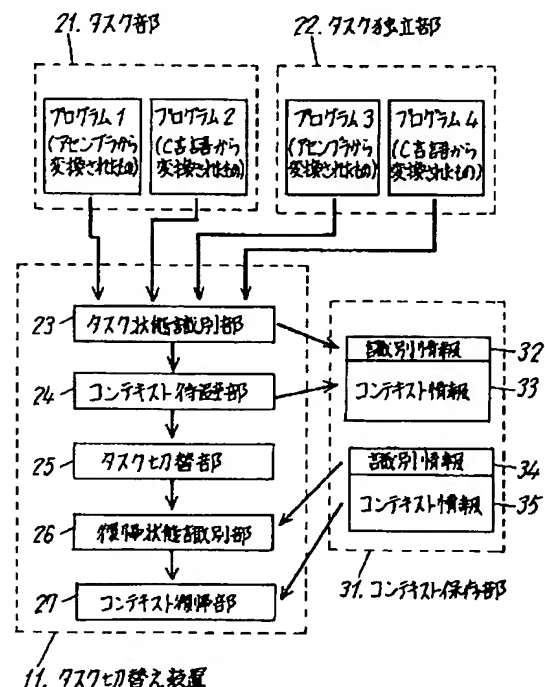 21. タスク部
22. タスク独立部
プログラム1
(アセンブラから
変換されたもの)
プログラム2
(C言語から
変換されたもの)
プログラム3
(アセンブラから
変換されたもの)
プログラム4
(C言語から
変換されたもの)
23
タスク状態識別部
24
コンテキスト待避部
25
タスク切替部
26
復帰状態識別部
27
コンテキスト復帰部
識別情報
32
コンテキスト情報
33
識別情報
34
コンテキスト情報
35
31. コンテキスト保存部
11. タスク切替え装置